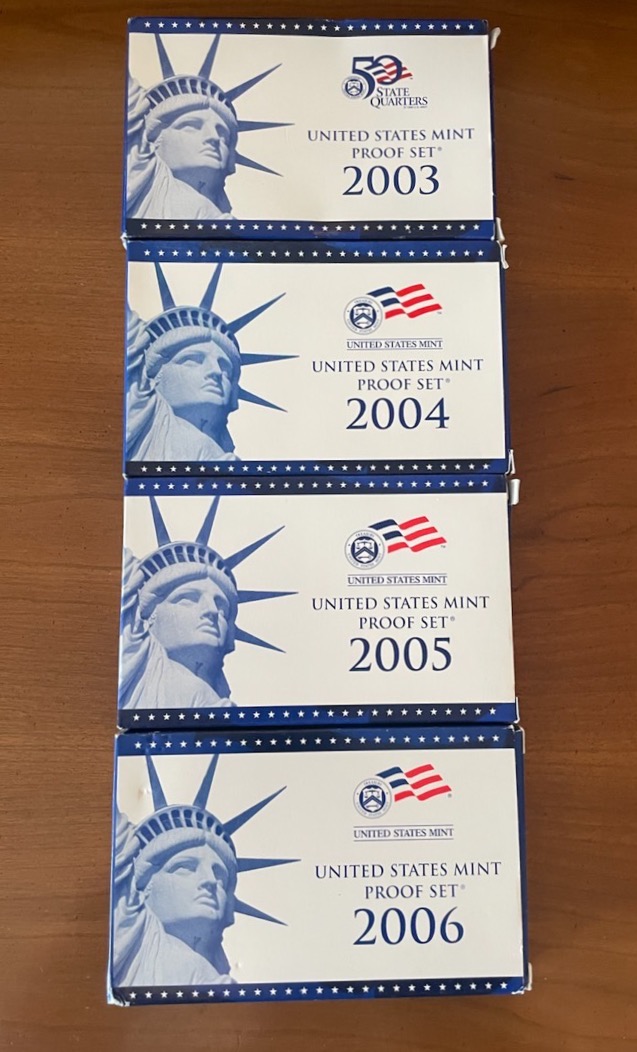 50
STATE
QUARTERS
UNITED STATES MINT
PROOF SET®
2003
UNITED STATES MINT
UNITED STATES MINT
PROOF SET®
2004
UNITED STATES MINT
UNITED STATES MINT
PROOF SET®
2005
UNITED STATES MINT
UNITED STATES MINT
PROOF SET®
2006